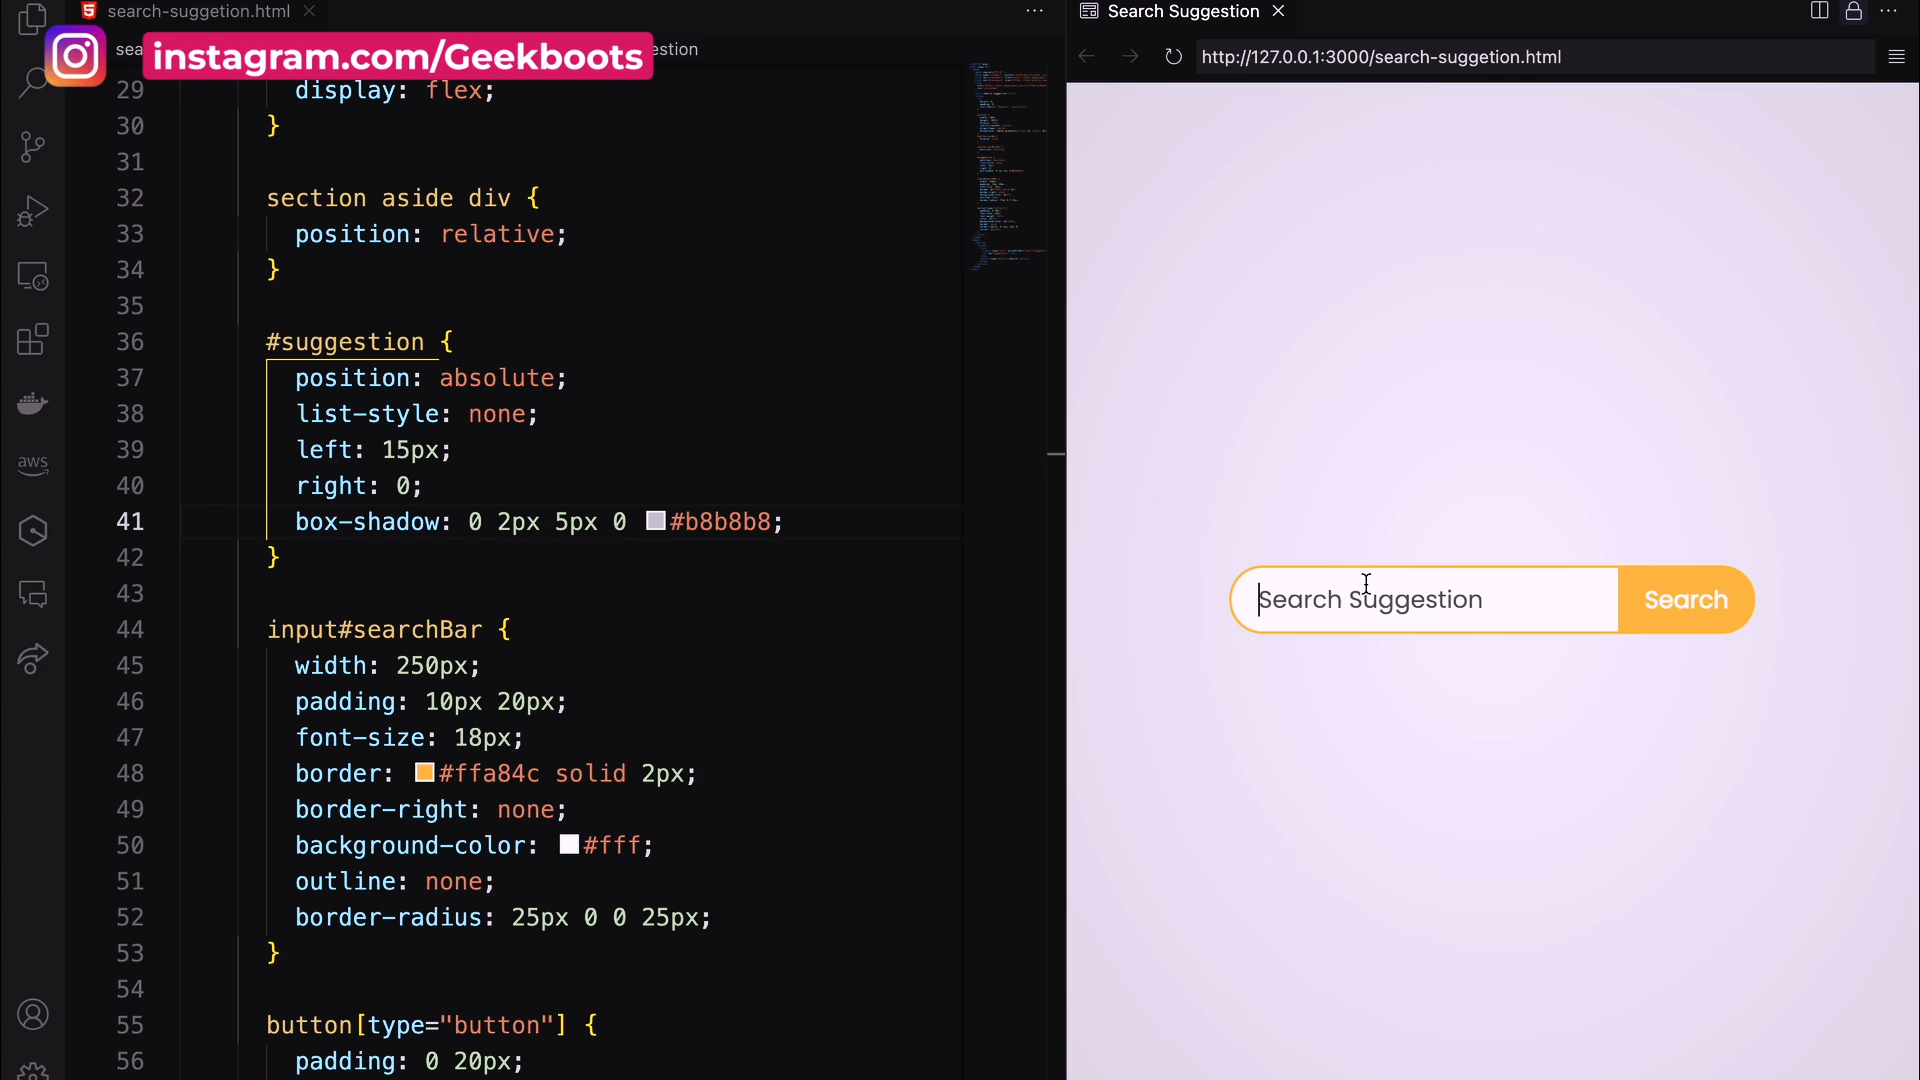 search-suggetion.html
Search Suggestion
sea
instagram.com/Geekboots
estion
http://127.0.0.1:3000/search-suggetion.html
29 display: flex;
30 }
31
32 section aside div {
33 position: relative;
34 }
35
36 #suggestion {
37 position: absolute;
38 list-style: none;
39 left: 15px;
40 right: 0;
41 box-shadow: 0 2px 5px 0 #b8b8b8;
42 }
43
44 input#searchBar {
45 width: 250px;
46 padding: 10px 20px;
47 font-size: 18px;
48 border: #ffa84c solid 2px;
49 border-right: none;
50 background-color: #fff;
51 outline: none;
52 border-radius: 25px 0 0 25px;
53 }
54
55 button[type="button"] {
56 padding: 0 20px;
aws
Search Suggestion
Search